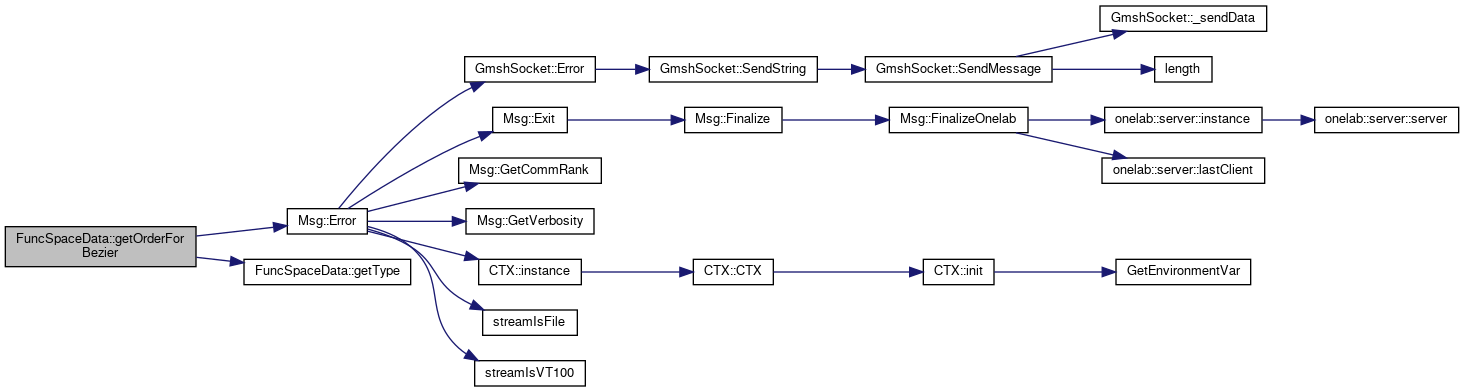 FuncSpaceData::getOrderFor
Bezier
Msg::Error
FuncSpaceData::getType
GmshSocket::Error
GmshSocket::SendString
GmshSocket::SendMessage
GmshSocket::_sendData
length
Msg::Exit
Msg::Finalize
Msg::FinalizeOnelab
onelab::server::instance
onelab::server::server
onelab::server::lastClient
Msg::GetCommRank
Msg::GetVerbosity
CTX::instance
CTX::CTX
CTX::init
GetEnvironmentVar
streamIsFile
streamIsVT100